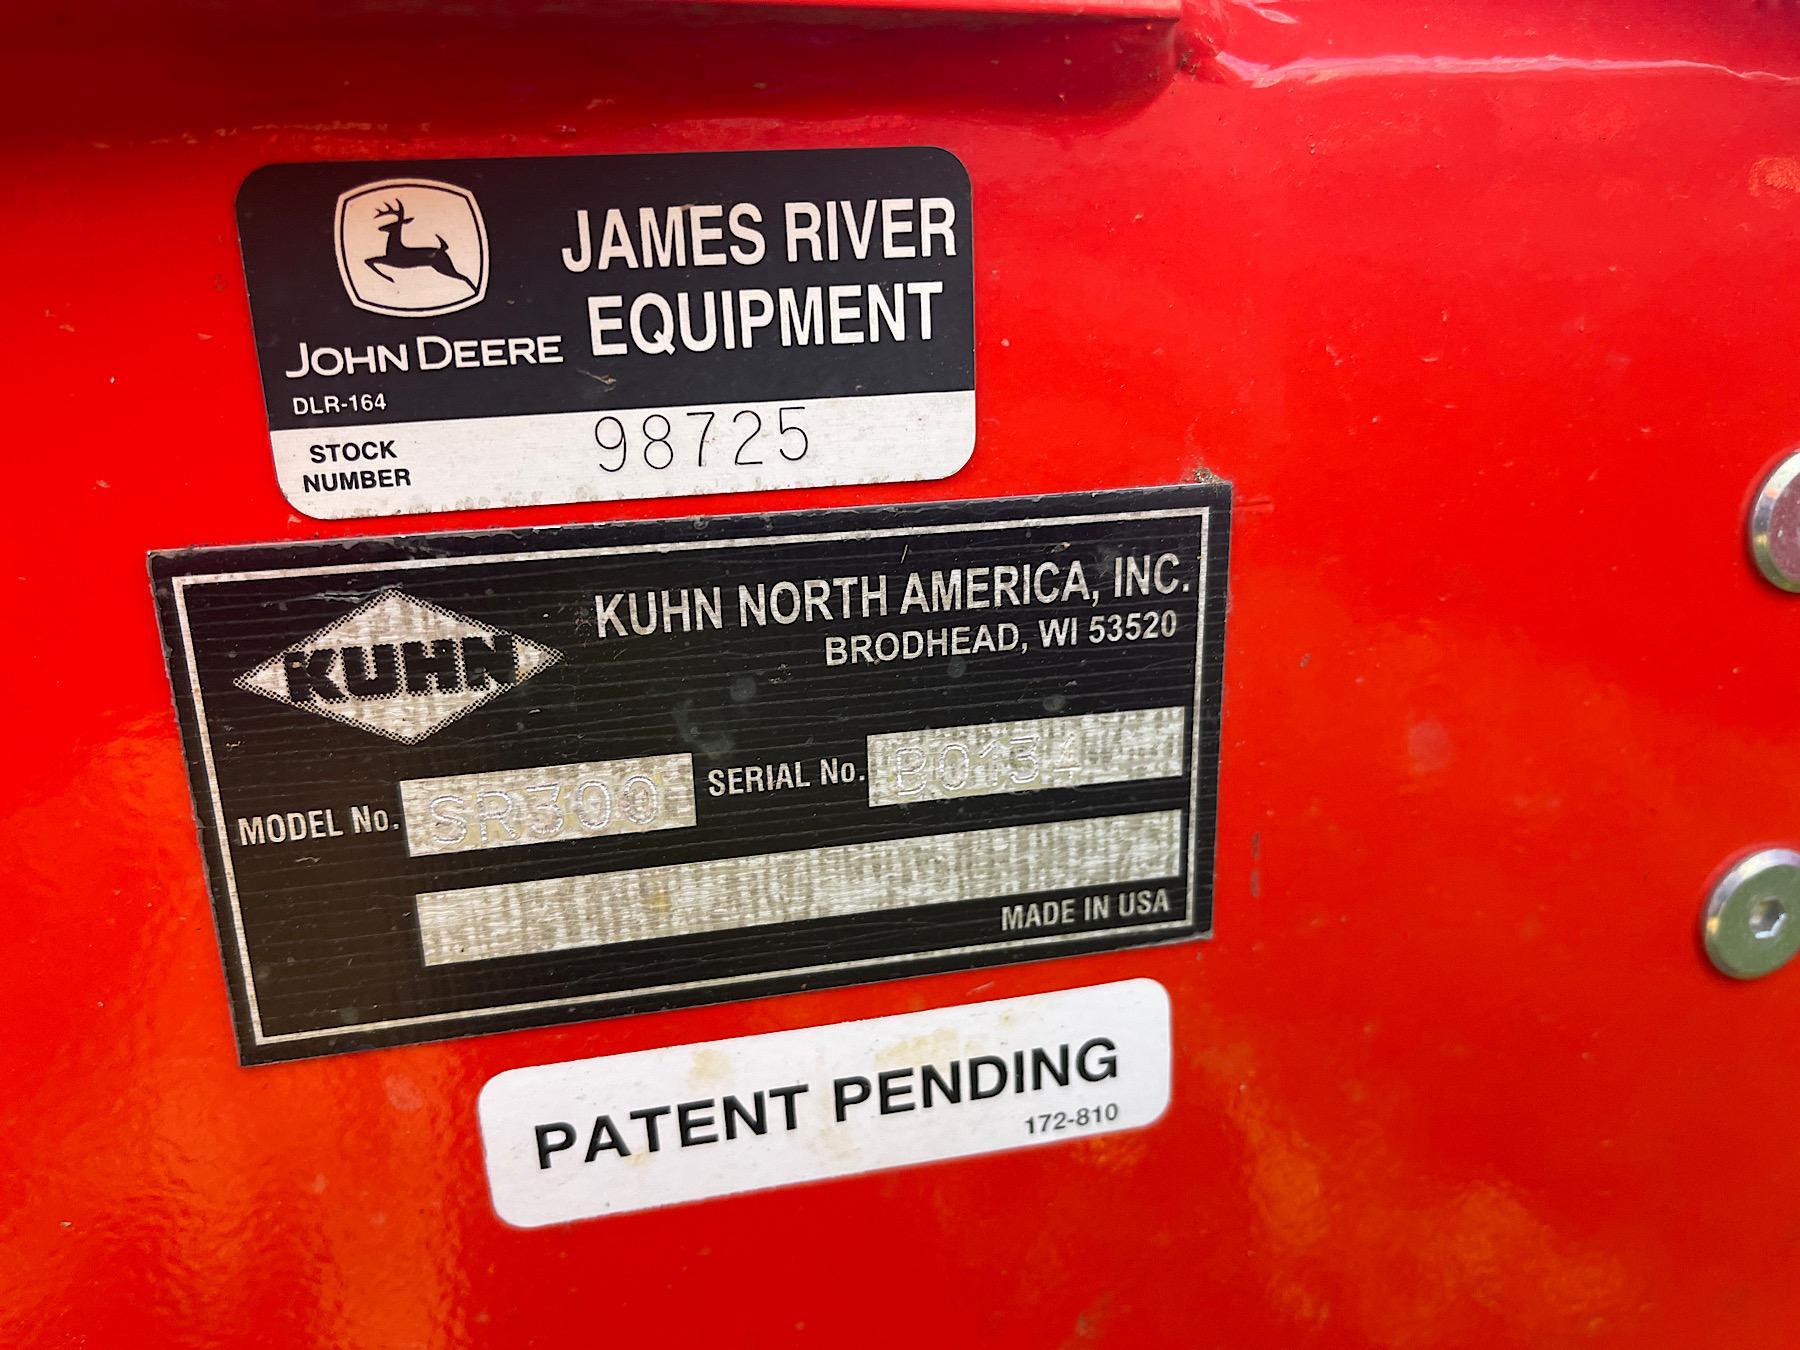 JAMES RIVER
EQUIPMENT
JOHN DEERE
DLR-164
STOCK
NUMBER
98725
KUHN
KUHN NORTH AMERICA, INC.
BRODHEAD, WI 53520
MODEL No. SR300
SERIAL No. B0134
MADE IN USA
PATENT PENDING
172-810